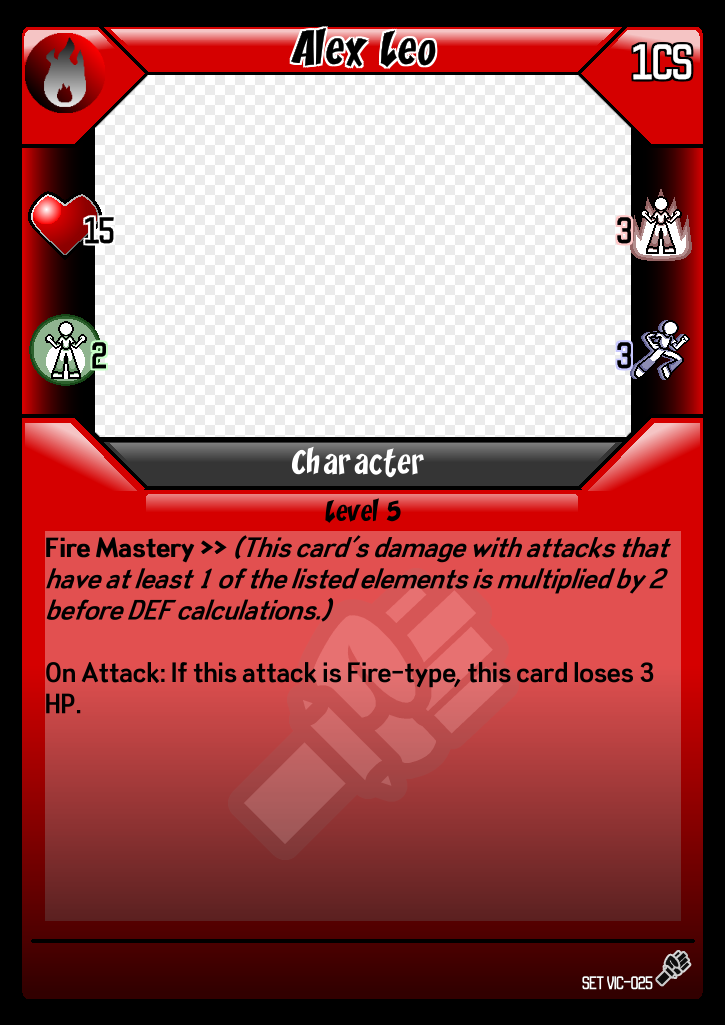 Alex Leo
1CS
15
3
2
3
Character
Level 5
Fire Mastery >> (This card's damage with attacks that
have at least 1 of the listed elements is multiplied by 2
before DEF calculations.)
On Attack: If this attack is Fire-type, this card loses 3
HP.
SET VIC-025